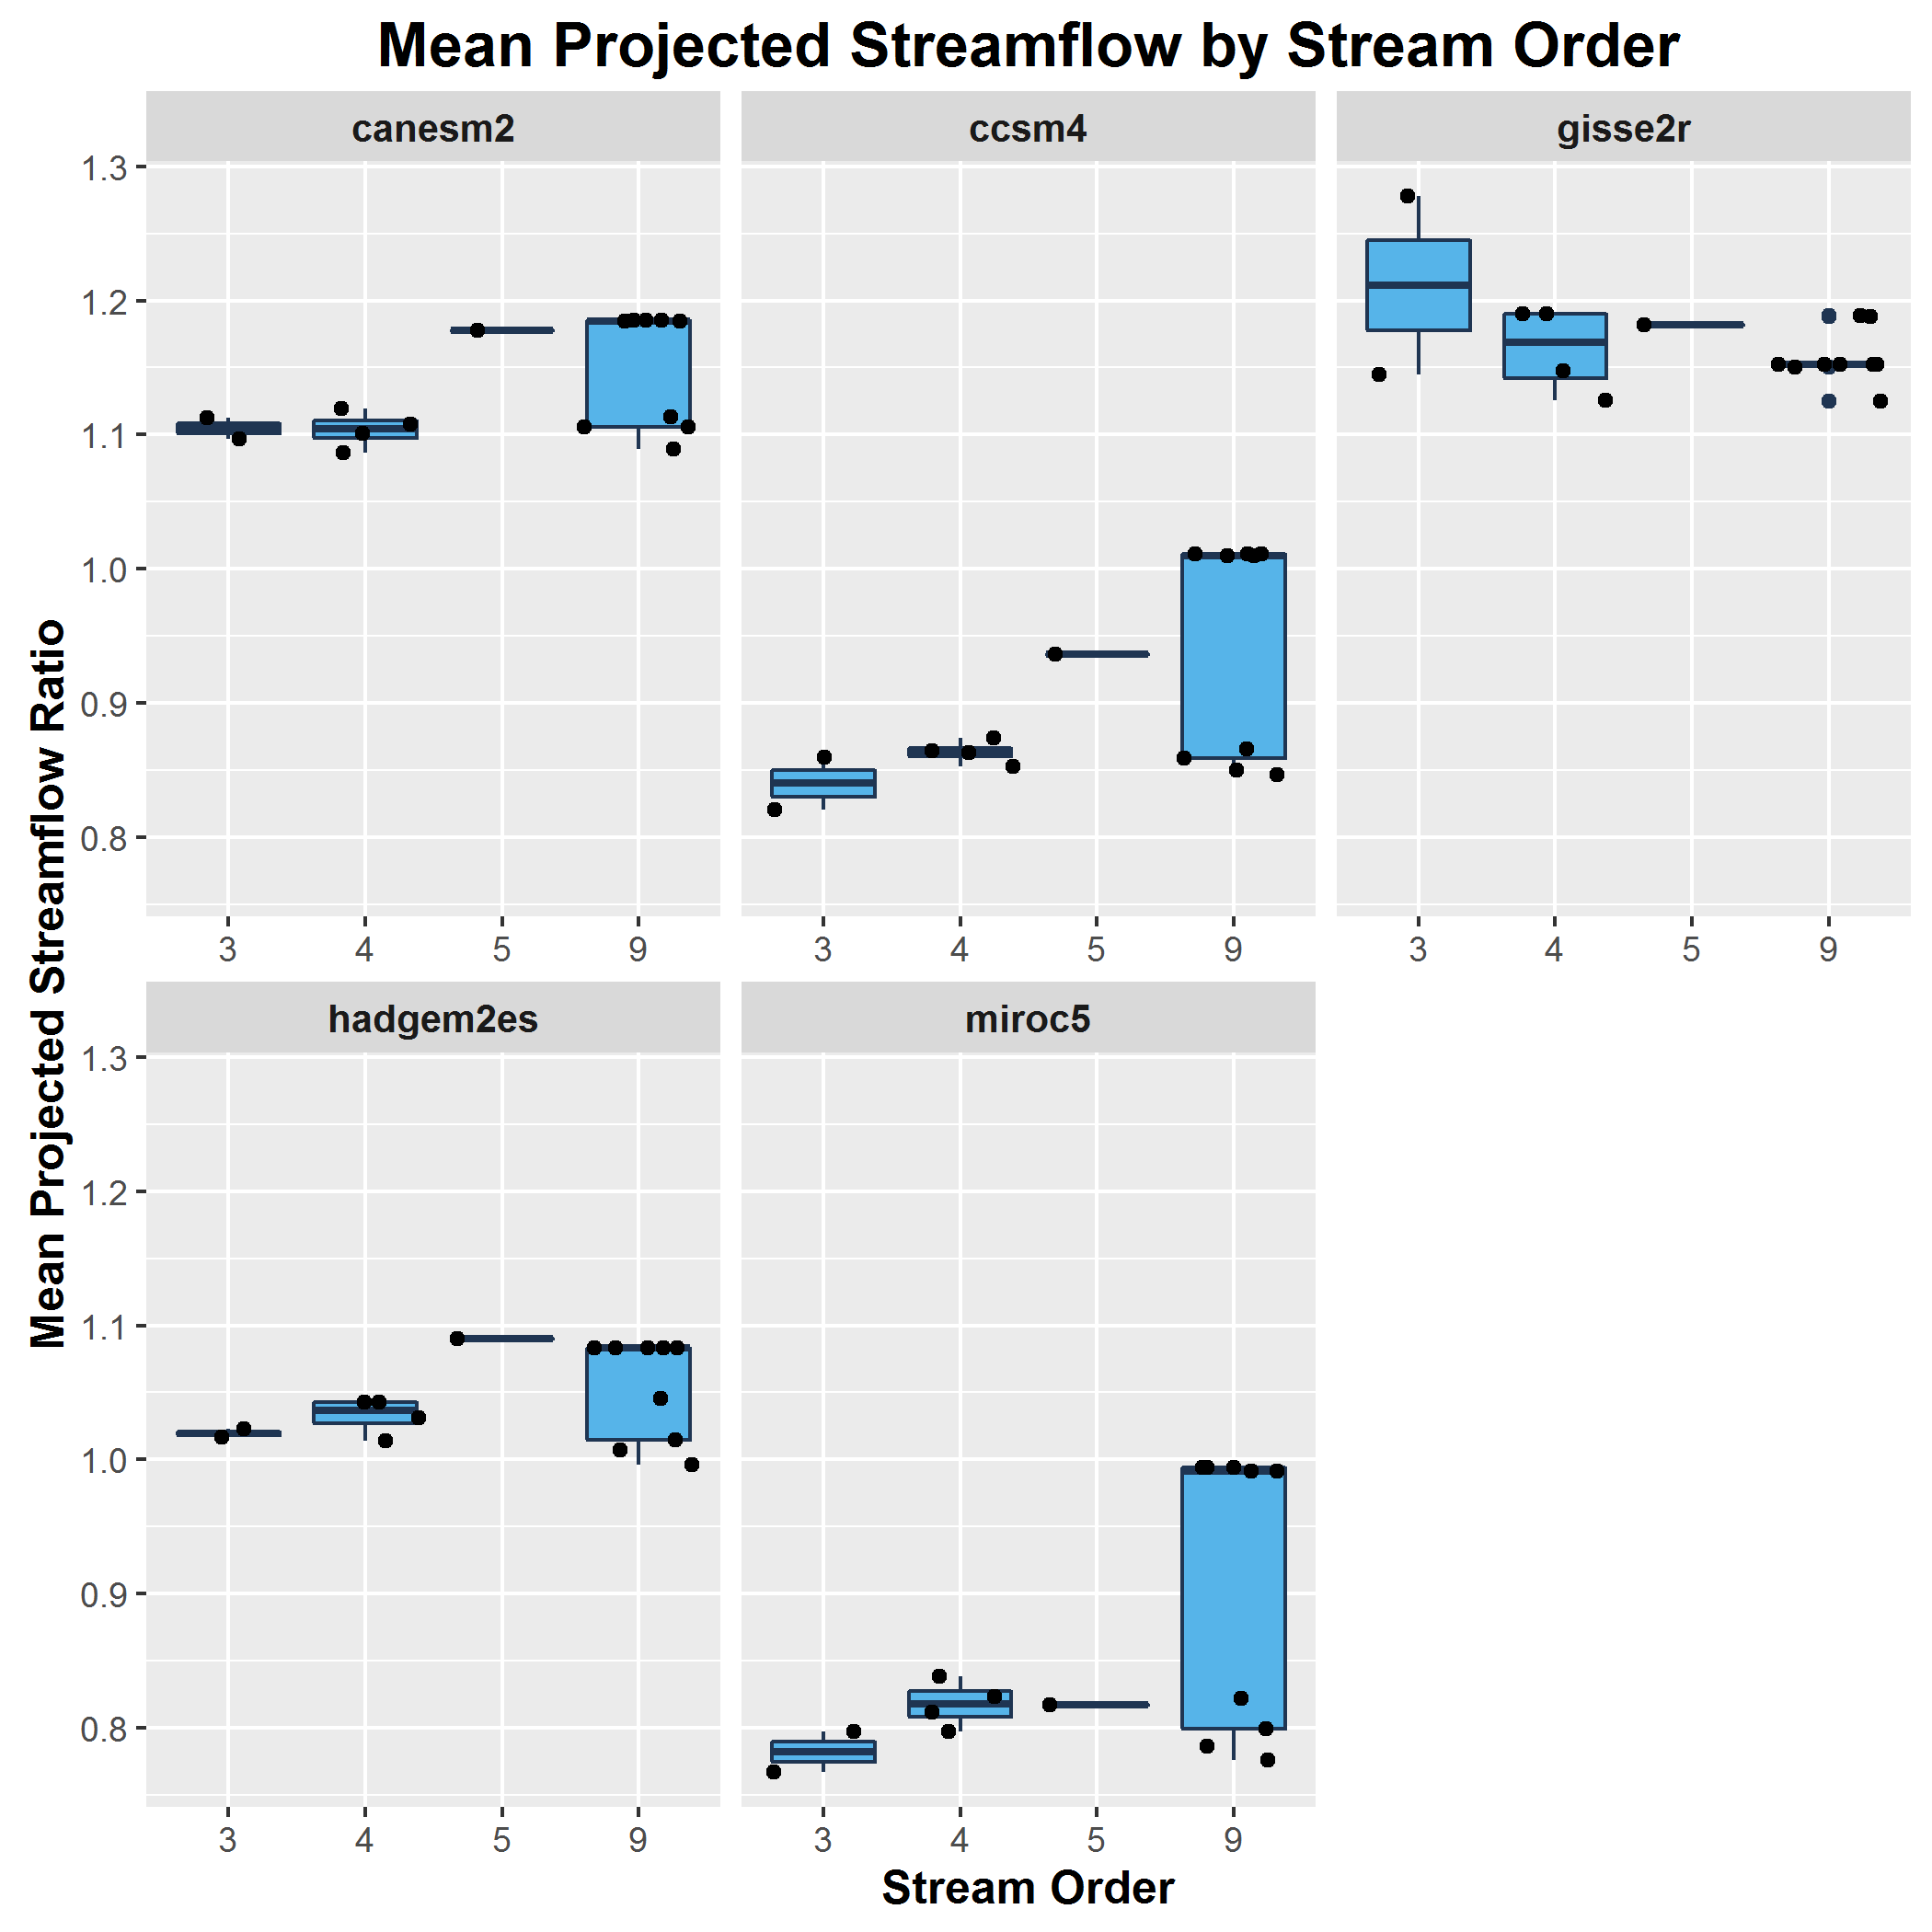 Mean Projected Streamflow by Stream Order
canesm2 ccsm4 gisse2r
1.3
1.2
1.1
1.0
0.9
0.8
3 4 5 9 3 4 5 9 3 4 5 9
Mean Projected Streamflow Ratio
hadgem2es miroc5
1.3
1.2
1.1
1.0
0.9
0.8
3 4 5 9 3 4 5 9
Stream Order